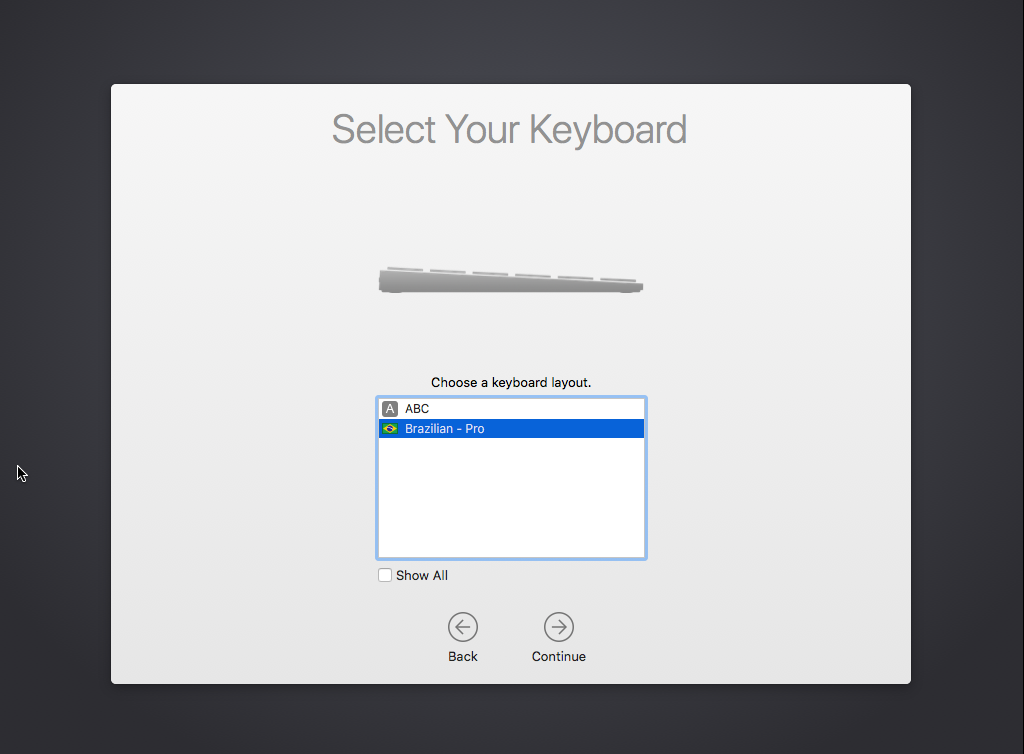 Select Your Keyboard
Choose a keyboard layout.
A ABC
Brazilian - Pro
Show All
Back
Continue